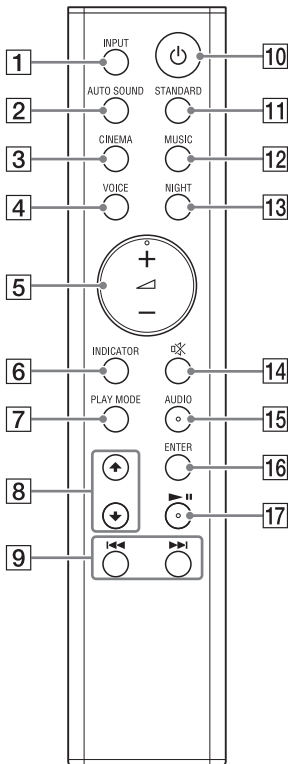 INPUT
1
10
AUTO SOUND STANDARD
2
11
CINEMA MUSIC
3
12
VOICE NIGHT
4
13
+
5
−
INDICATOR
6
14
PLAY MODE AUDIO
7
15
ENTER
8
16
17
9